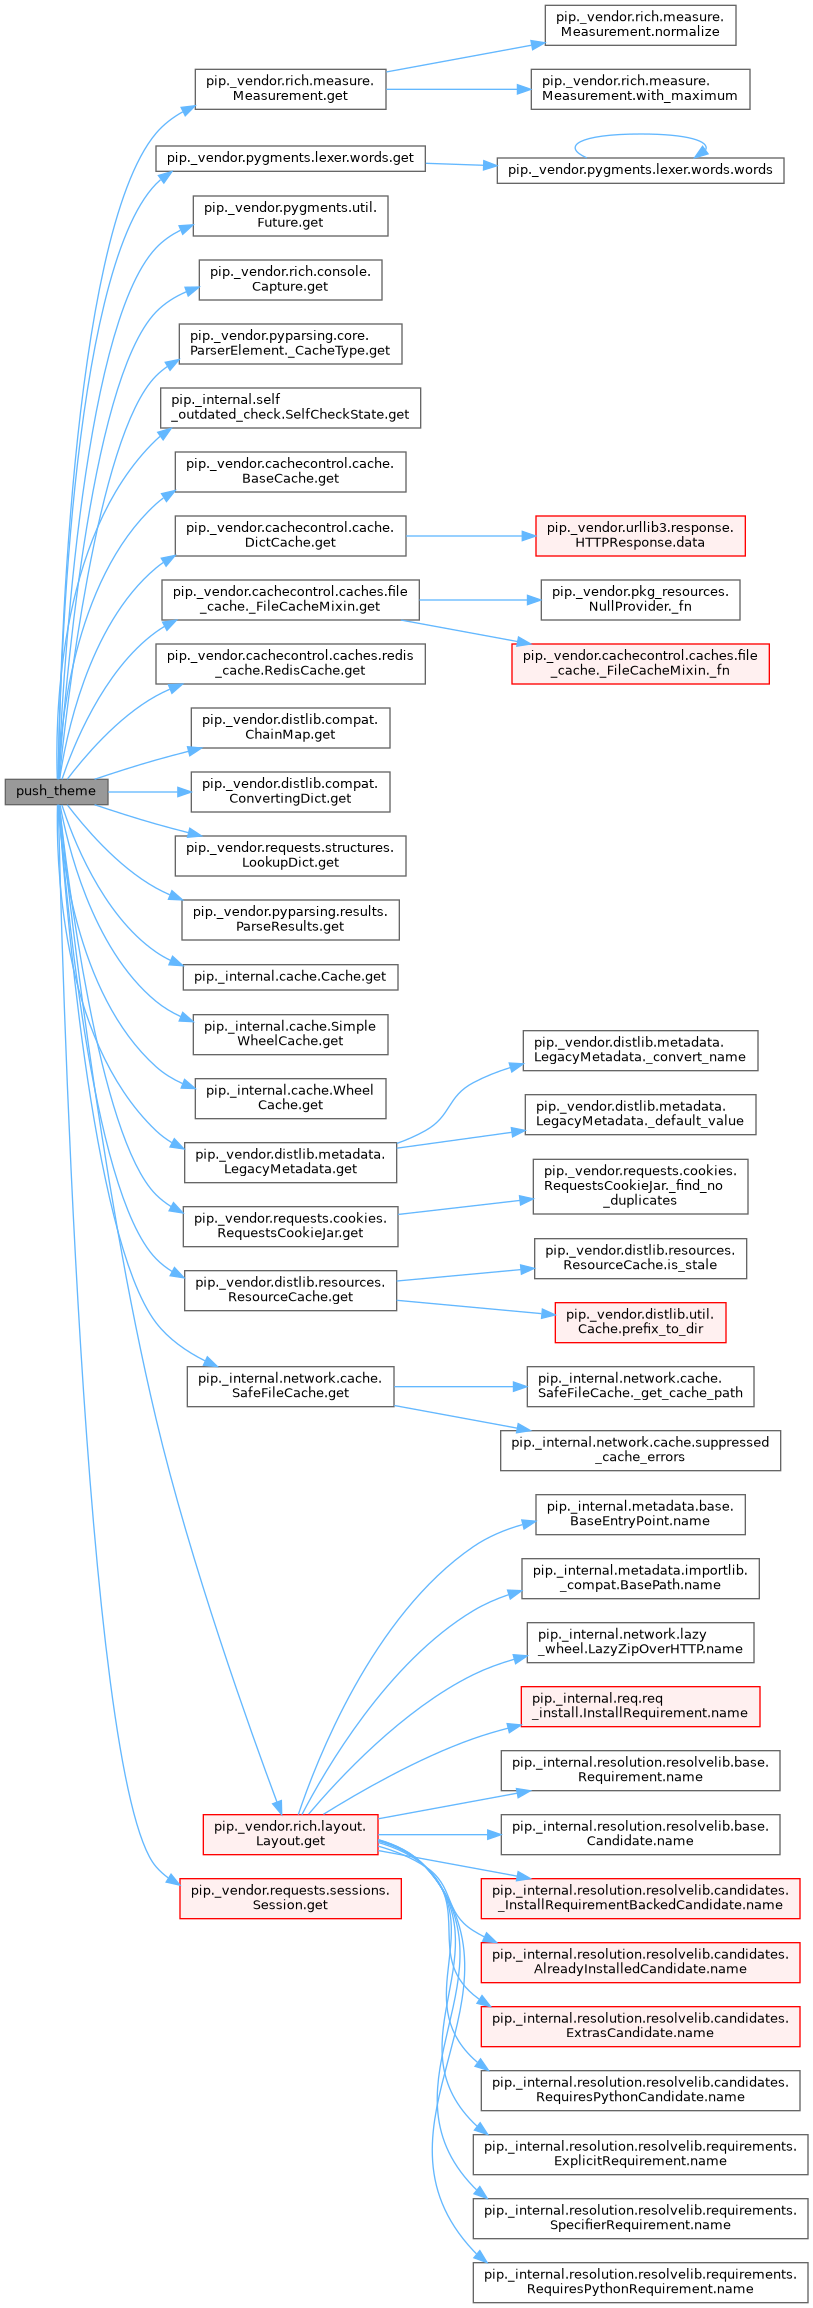 push_theme
pip._vendor.rich.measure.
Measurement.get
pip._vendor.rich.measure.
Measurement.normalize
pip._vendor.rich.measure.
Measurement.with_maximum
pip._vendor.pygments.lexer.words.get
pip._vendor.pygments.lexer.words.words
pip._vendor.pygments.util.
Future.get
pip._vendor.rich.console.
Capture.get
pip._vendor.pyparsing.core.
ParserElement._CacheType.get
pip._internal.self
_outdated_check.SelfCheckState.get
pip._vendor.cachecontrol.cache.
BaseCache.get
pip._vendor.cachecontrol.cache.
DictCache.get
pip._vendor.urllib3.response.
HTTPResponse.data
pip._vendor.cachecontrol.caches.file
_cache._FileCacheMixin.get
pip._vendor.pkg_resources.
NullProvider._fn
pip._vendor.cachecontrol.caches.file
_cache._FileCacheMixin._fn
pip._vendor.cachecontrol.caches.redis
_cache.RedisCache.get
pip._vendor.distlib.compat.
ChainMap.get
pip._vendor.distlib.compat.
ConvertingDict.get
pip._vendor.requests.structures.
LookupDict.get
pip._vendor.pyparsing.results.
ParseResults.get
pip._internal.cache.Cache.get
pip._internal.cache.Simple
WheelCache.get
pip._internal.cache.Wheel
Cache.get
pip._vendor.distlib.metadata.
LegacyMetadata.get
pip._vendor.distlib.metadata.
LegacyMetadata._convert_name
pip._vendor.distlib.metadata.
LegacyMetadata._default_value
pip._vendor.requests.cookies.
RequestsCookieJar.get
pip._vendor.requests.cookies.
RequestsCookieJar._find_no
_duplicates
pip._vendor.distlib.resources.
ResourceCache.get
pip._vendor.distlib.resources.
ResourceCache.is_stale
pip._vendor.distlib.util.
Cache.prefix_to_dir
pip._internal.network.cache.
SafeFileCache.get
pip._internal.network.cache.
SafeFileCache._get_cache_path
pip._internal.network.cache.suppressed
_cache_errors
pip._vendor.rich.layout.
Layout.get
pip._internal.metadata.base.
BaseEntryPoint.name
pip._internal.metadata.importlib.
_compat.BasePath.name
pip._internal.network.lazy
_wheel.LazyZipOverHTTP.name
pip._internal.req.req
_install.InstallRequirement.name
pip._internal.resolution.resolvelib.base.
Requirement.name
pip._internal.resolution.resolvelib.base.
Candidate.name
pip._internal.resolution.resolvelib.candidates.
_InstallRequirementBackedCandidate.name
pip._internal.resolution.resolvelib.candidates.
AlreadyInstalledCandidate.name
pip._internal.resolution.resolvelib.candidates.
ExtrasCandidate.name
pip._internal.resolution.resolvelib.candidates.
RequiresPythonCandidate.name
pip._internal.resolution.resolvelib.requirements.
ExplicitRequirement.name
pip._internal.resolution.resolvelib.requirements.
SpecifierRequirement.name
pip._internal.resolution.resolvelib.requirements.
RequiresPythonRequirement.name
pip._vendor.requests.sessions.
Session.get